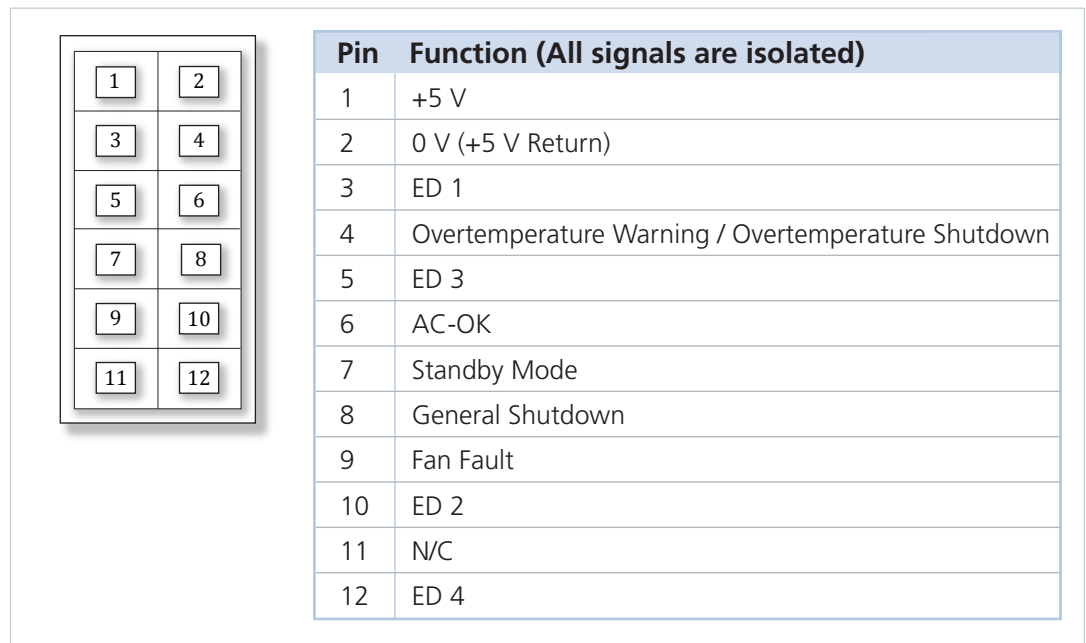 1 2
3 4
5 6
7 8
9 10
11 12
Pin Function (All signals are isolated)
1 +5 V
2 0 V (+5 V Return)
3 ED 1
4 Overtemperature Warning / Overtemperature Shutdown
5 ED 3
6 AC-OK
7 Standby Mode
8 General Shutdown
9 Fan Fault
10 ED 2
11 N/C
12 ED 4